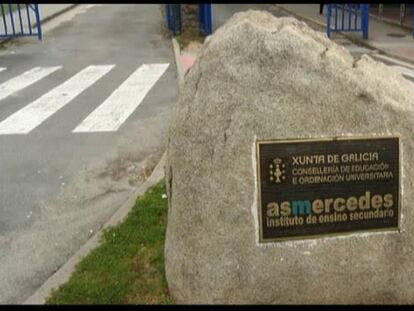 XUNTA DE GALICIA
CONSELLERÍA DE EDUCACIÓN
E ORDENACIÓN UNIVERSITARIA
asmercedes
instituto de ensino secundario